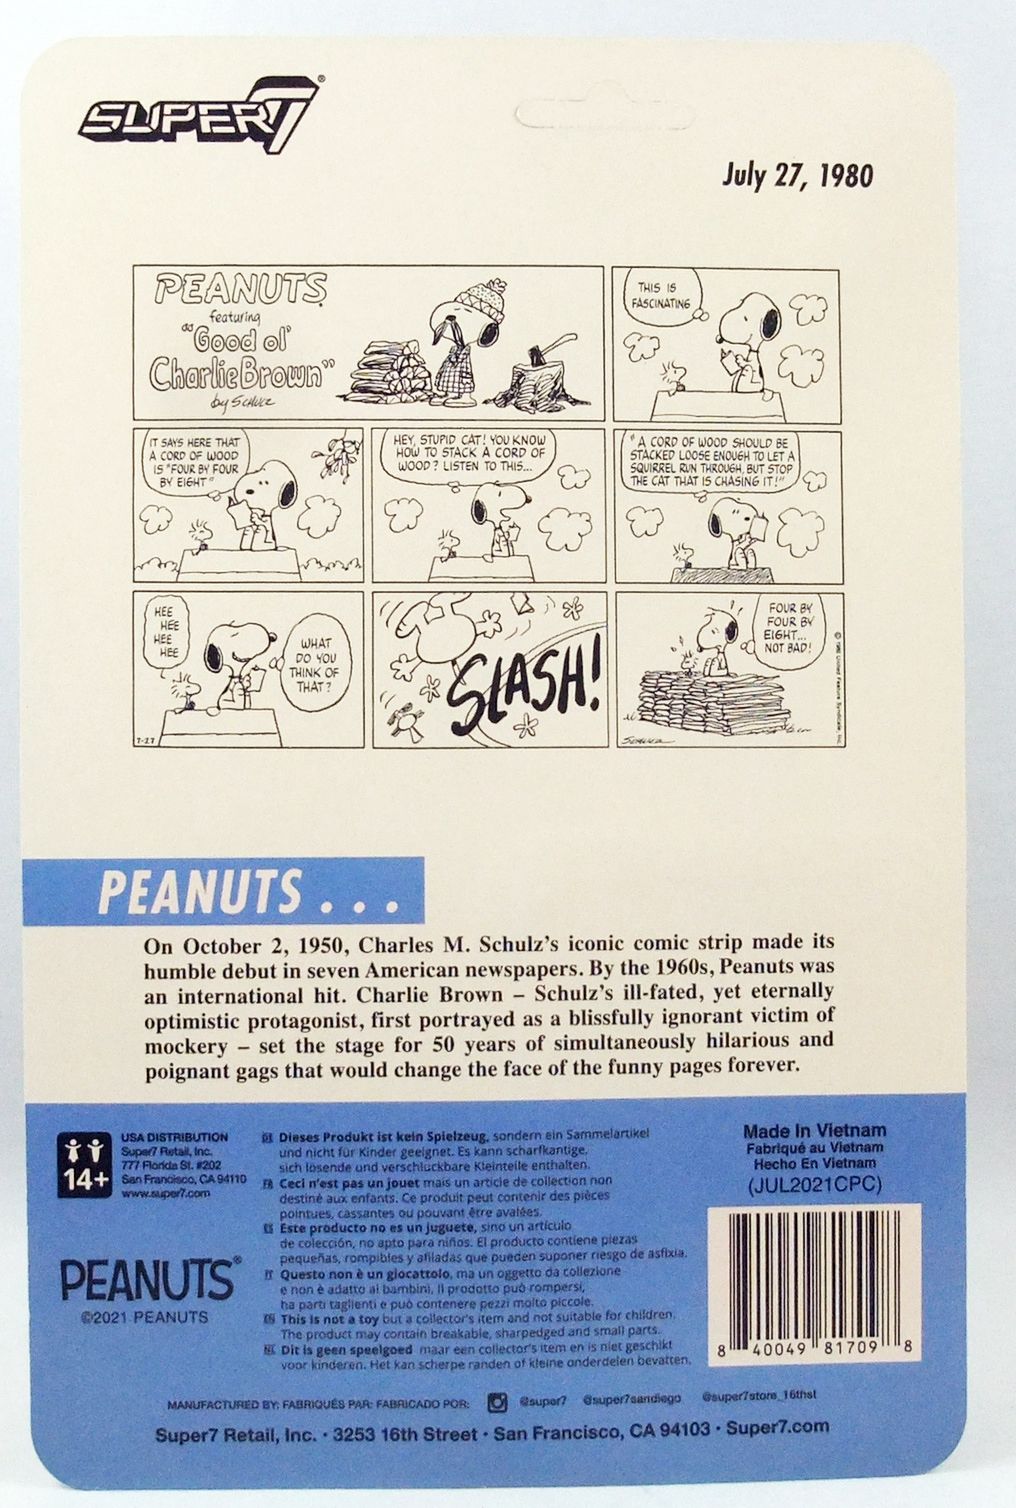 SUPER7®
July 27, 1980
PEANUTS
featuring
"Good ol'
Charlie Brown"
by SCHULZ
THIS IS
FASCINATING
IT SAYS HERE THAT
A CORD OF WOOD
IS "FOUR BY FOUR
BY EIGHT"
HEY, STUPID CAT! YOU KNOW
HOW TO STACK A CORD OF
WOOD? LISTEN TO THIS...
"A CORD OF WOOD SHOULD BE
STACKED LOOSE ENOUGH TO LET A
SQUIRREL RUN THROUGH, BUT STOP
THE CAT THAT IS CHASING IT!"
HEE
HEE
HEE
HEE
WHAT
DO YOU
THINK OF
THAT?
7-27
SLASH!
FOUR BY
FOUR BY
EIGHT...
NOT BAD!
SCHULZ
© 1980 United Feature Syndicate, Inc.
PEANUTS...
On October 2, 1950, Charles M. Schulz's iconic comic strip made its
humble debut in seven American newspapers. By the 1960s, Peanuts was
an international hit. Charlie Brown – Schulz's ill-fated, yet eternally
optimistic protagonist, first portrayed as a blissfully ignorant victim of
mockery – set the stage for 50 years of simultaneously hilarious and
poignant gags that would change the face of the funny pages forever.
14+
USA DISTRIBUTION
Super7 Retail, Inc.
777 Florida St. #202
San Francisco, CA 94110
www.super7.com
PEANUTS®
©2021 PEANUTS
DE Dieses Produkt ist kein Spielzeug, sondern ein Sammelartikel
und nicht für Kinder geeignet. Es kann scharfkantige,
sich lösende und verschluckbare Kleinteile enthalten.
FR Ceci n'est pas un jouet mais un article de collection non
destiné aux enfants. Ce produit peut contenir des pièces
pointues, cassantes ou pouvant être avalées.
ES Este producto no es un juguete, sino un artículo
de colección, no apto para niños. El producto contiene piezas
pequeñas, rompibles y afiladas que pueden suponer riesgo de asfixia.
IT Questo non è un giocattolo, ma un oggetto da collezione
e non è adatto ai bambini. Il prodotto può rompersi,
ha parti taglienti e può contenere pezzi molto piccole.
EN This is not a toy but a collector's item and not suitable for children.
The product may contain breakable, sharpedged and small parts.
NL Dit is geen speelgoed maar een collector's item en is niet geschikt
voor kinderen. Het kan scherpe randen of kleine onderdelen bevatten.
Made In Vietnam
Fabriqué au Vietnam
Hecho En Vietnam
(JUL2021CPC)
8 40049 81709 8
MANUFACTURED BY: FABRIQUÉS PAR: FABRICADO POR: @super7 @super7sandiego @super7store_16thst
Super7 Retail, Inc. · 3253 16th Street · San Francisco, CA 94103 · Super7.com